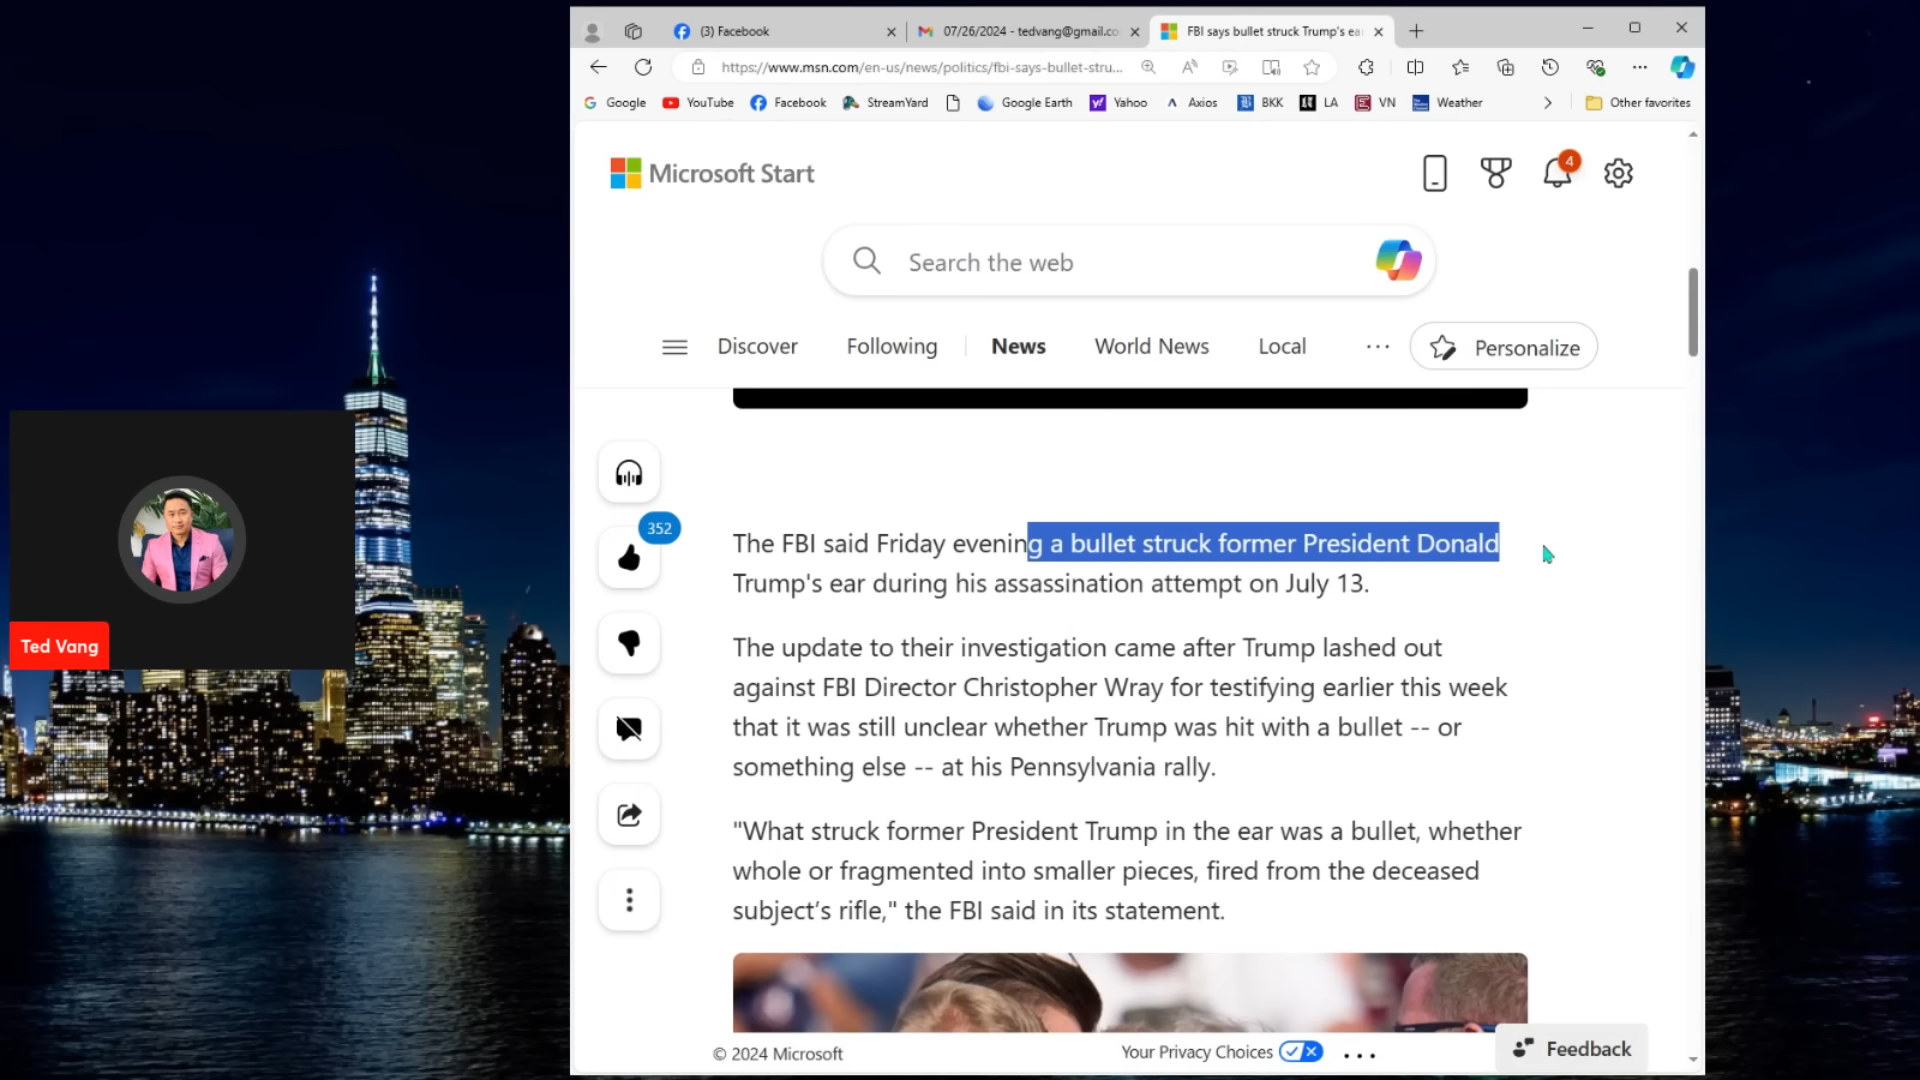 (3) Facebook
07/26/2024 - tedvang@gmail.co
FBI says bullet struck Trump's ear
https://www.msn.com/en-us/news/politics/fbi-says-bullet-stru...
Google
YouTube
Facebook
StreamYard
Google Earth
Yahoo
Axios
BKK
LA
VN
Weather
Other favorites
Microsoft Start
4
Search the web
Discover
Following
News
World News
Local
Personalize
352
The FBI said Friday evening a bullet struck former President Donald
Trump's ear during his assassination attempt on July 13.
The update to their investigation came after Trump lashed out
against FBI Director Christopher Wray for testifying earlier this week
that it was still unclear whether Trump was hit with a bullet -- or
something else -- at his Pennsylvania rally.
"What struck former President Trump in the ear was a bullet, whether
whole or fragmented into smaller pieces, fired from the deceased
subject’s rifle," the FBI said in its statement.
© 2024 Microsoft
Your Privacy Choices
Feedback
Ted Vang